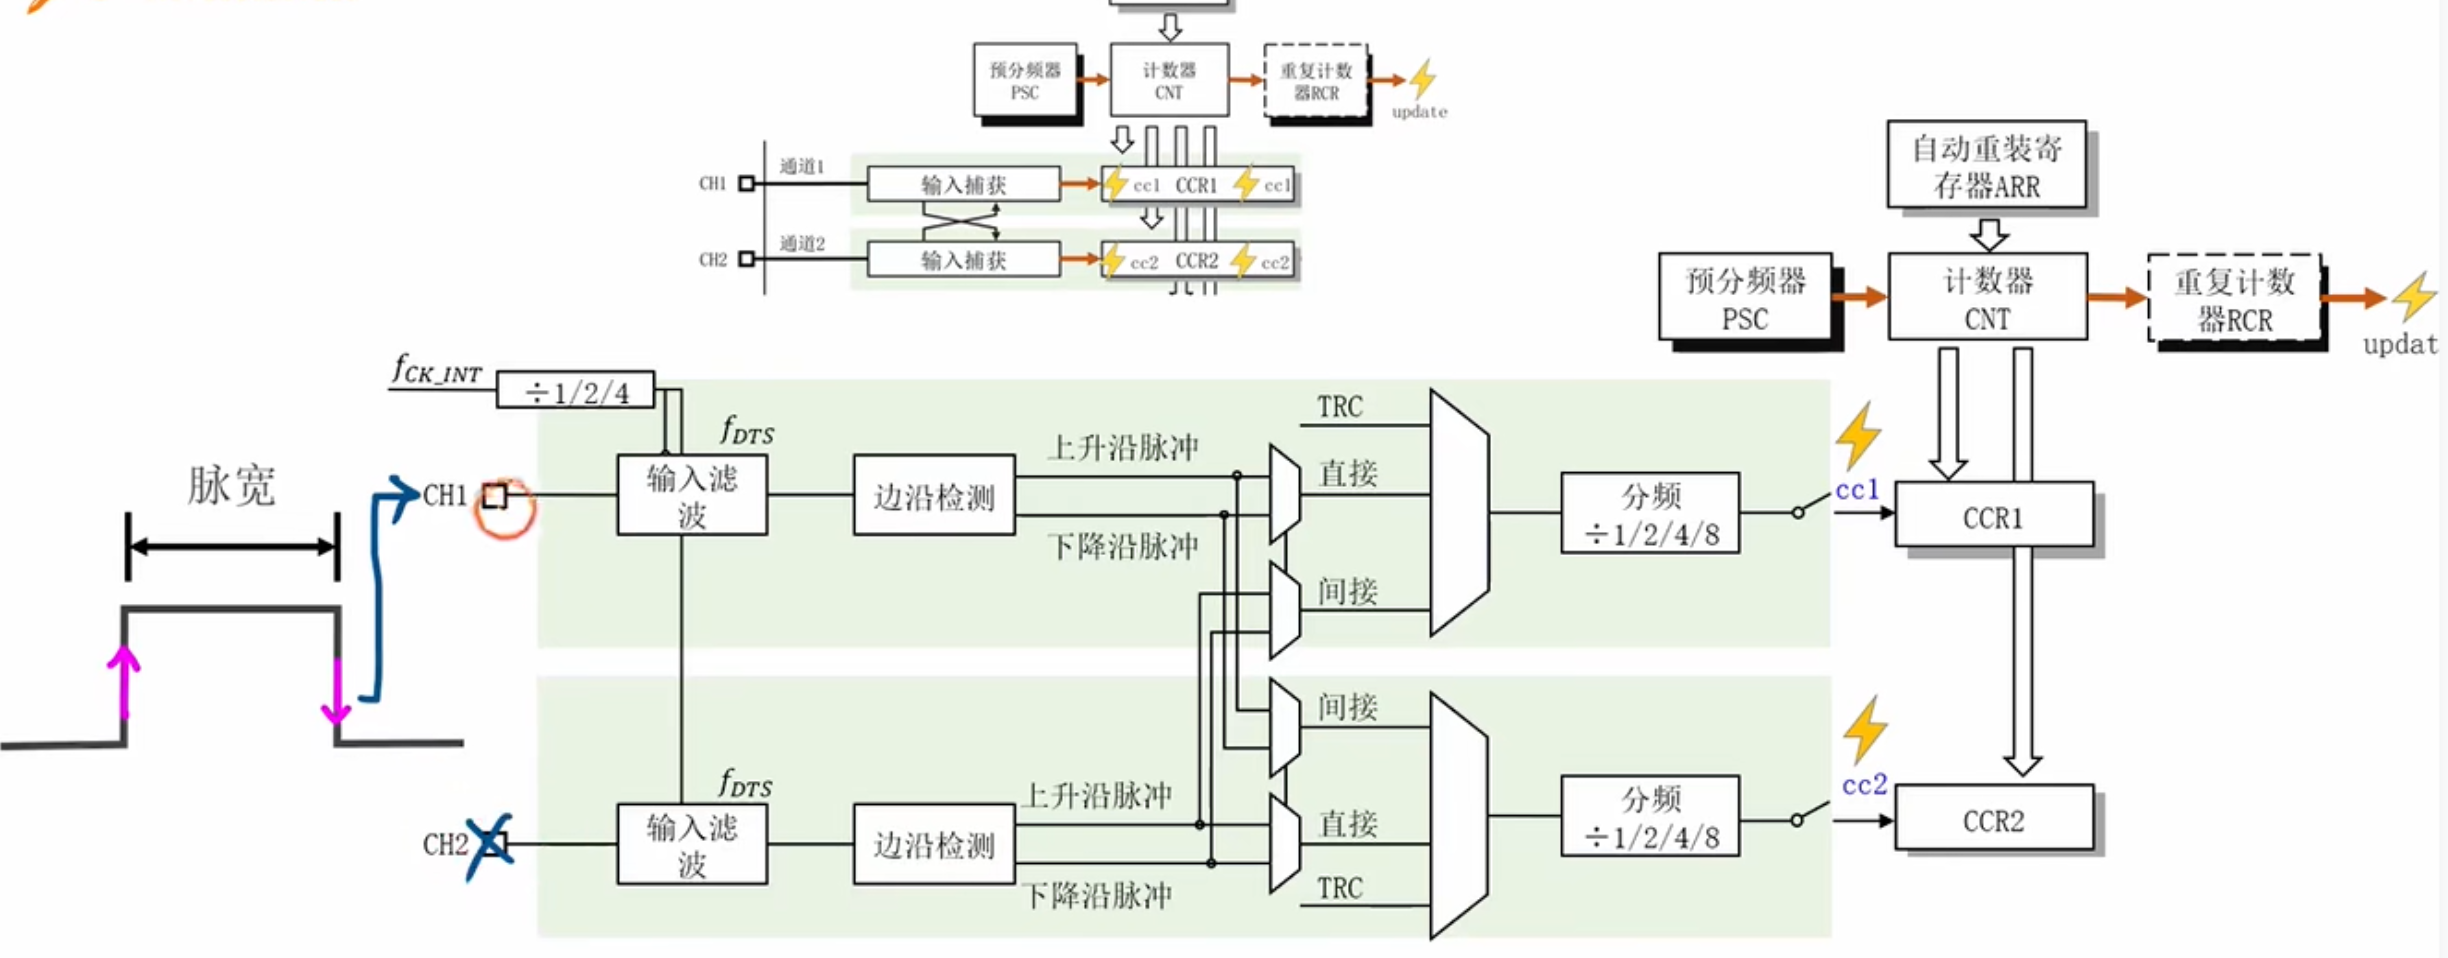 预分频器
PSC
计数器
CNT
重复计数
器RCR
update
CH1
通道1
输入捕获
cc1
CCR1
cc1
CH2
通道2
输入捕获
cc2
CCR2
cc2
自动重装寄
存器ARR
预分频器
PSC
计数器
CNT
重复计数
器RCR
updat
f_CK_INT
÷1/2/4
f_DTS
TRC
脉宽
CH1
输入滤
波
边沿检测
上升沿脉冲
下降沿脉冲
直接
间接
分频
÷1/2/4/8
cc1
CCR1
间接
f_DTS
CH2
输入滤
波
边沿检测
上升沿脉冲
下降沿脉冲
直接
TRC
分频
÷1/2/4/8
cc2
CCR2